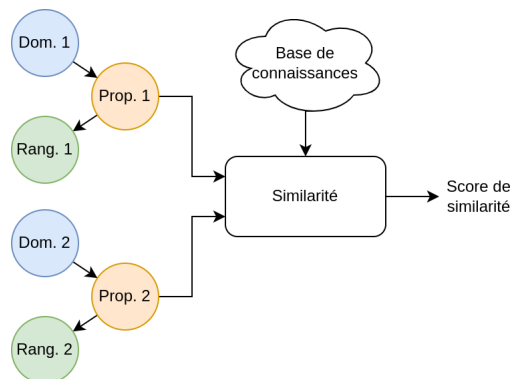 Dom. 1
Prop. 1
Rang. 1
Base de
connaissances
Similarité
Score de
similarité
Dom. 2
Prop. 2
Rang. 2